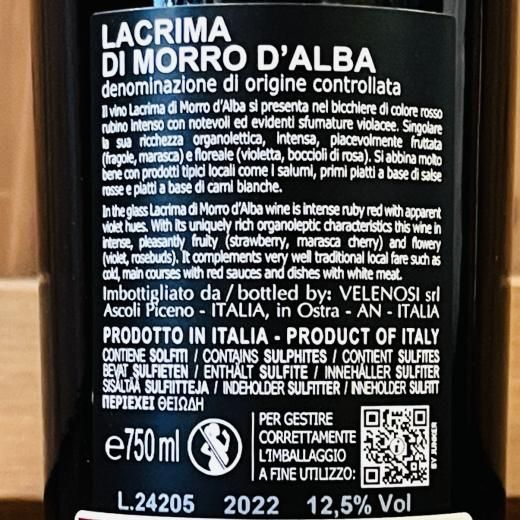 LACRIMA
DI MORRO D'ALBA
denominazione di origine controllata
Il vino Lacrima di Morro d'Alba si presenta nel bicchiere di colore rosso
rubino intenso con notevoli ed evidenti sfumature violacee. Singolare
la sua ricchezza organolettica, intensa, piacevolmente fruttata
(fragole, marasca) e floreale (violetta, boccioli di rosa). Si abbina molto
bene con prodotti tipici locali come i salumi, primi piatti a base di salse
rosse e piatti a base di carni bianche.
In the glass Lacrima di Morro d'Alba wine is intense ruby red with apparent
violet hues. With its uniquely rich organoleptic characteristics this wine in
intense, pleasantly fruity (strawberry, marasca cherry) and flowery
(violet, rosebuds). It complements very well traditional local fare such as
cold, main courses with red sauces and dishes with white meat.
Imbottigliato da / bottled by: VELENOSI srl
Ascoli Piceno - ITALIA, in Ostra - AN - ITALIA
PRODOTTO IN ITALIA - PRODUCT OF ITALY
CONTIENE SOLFITI / CONTAINS SULPHITES / CONTIENT SULFITES
BEVAT SULFIETEN / ENTHÄLT SULFITE / INNEHÅLLER SULFITER
SISÄLTÄÄ SULFIITTEJA / INDEHOLDER SULFITTER / INNEHOLDER SULFITT
ΠΕΡΙΕΧΕΙ ΘΕΙΩΔΗ
e750 ml
PER GESTIRE
CORRETTAMENTE
L'IMBALLAGGIO
A FINE UTILIZZO:
BY JUNKER
L.24205 2022 12,5% Vol